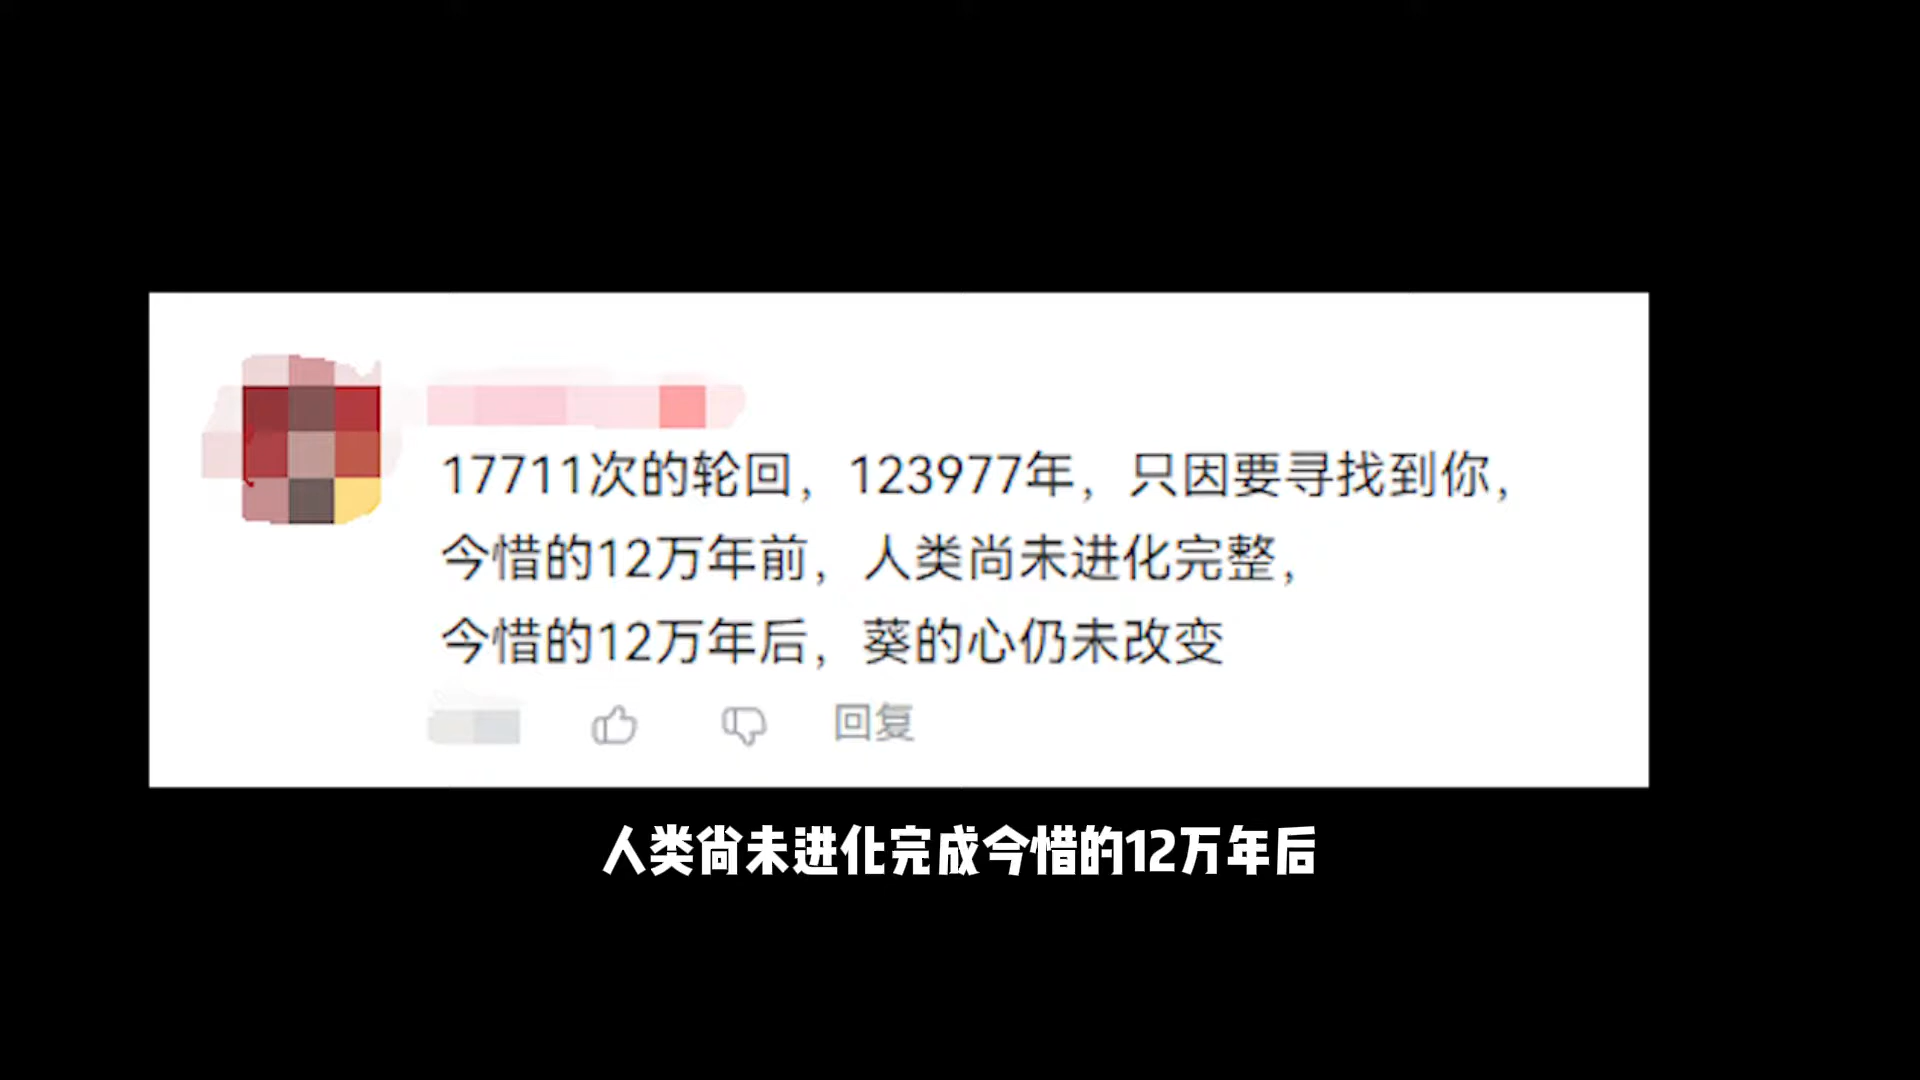 17711次的轮回，123977年，只因要寻找到你，
今惜的12万年前，人类尚未进化完整，
今惜的12万年后，葵的心仍未改变
回复
人类尚未进化完成今惜的12万年后